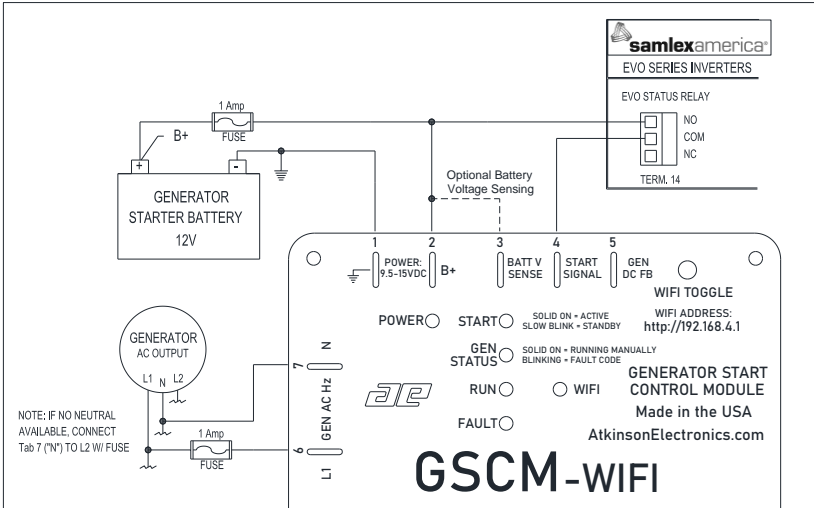 samlexamerica®
EVO SERIES INVERTERS
EVO STATUS RELAY
NO
COM
NC
TERM. 14
1 Amp
FUSE
B+
+
-
GENERATOR
STARTER BATTERY
12V
Optional Battery
Voltage Sensing
1
2
3
4
5
POWER:
9.5-15VDC
B+
BATT V
SENSE
START
SIGNAL
GEN
DC FB
WIFI TOGGLE
WIFI ADDRESS:
http://192.168.4.1
POWER
START
SOLID ON = ACTIVE
SLOW BLINK = STANDBY
GEN
STATUS
SOLID ON = RUNNING MANUALLY
BLINKING = FAULT CODE
RUN
WIFI
FAULT
GENERATOR START
CONTROL MODULE
Made in the USA
AtkinsonElectronics.com
ae
GSCM-WIFI
GENERATOR
AC OUTPUT
L1 N L2
NOTE: IF NO NEUTRAL
AVAILABLE, CONNECT
Tab 7 ("N") TO L2 W/ FUSE
1 Amp
FUSE
7
N
GEN AC Hz
6
L1